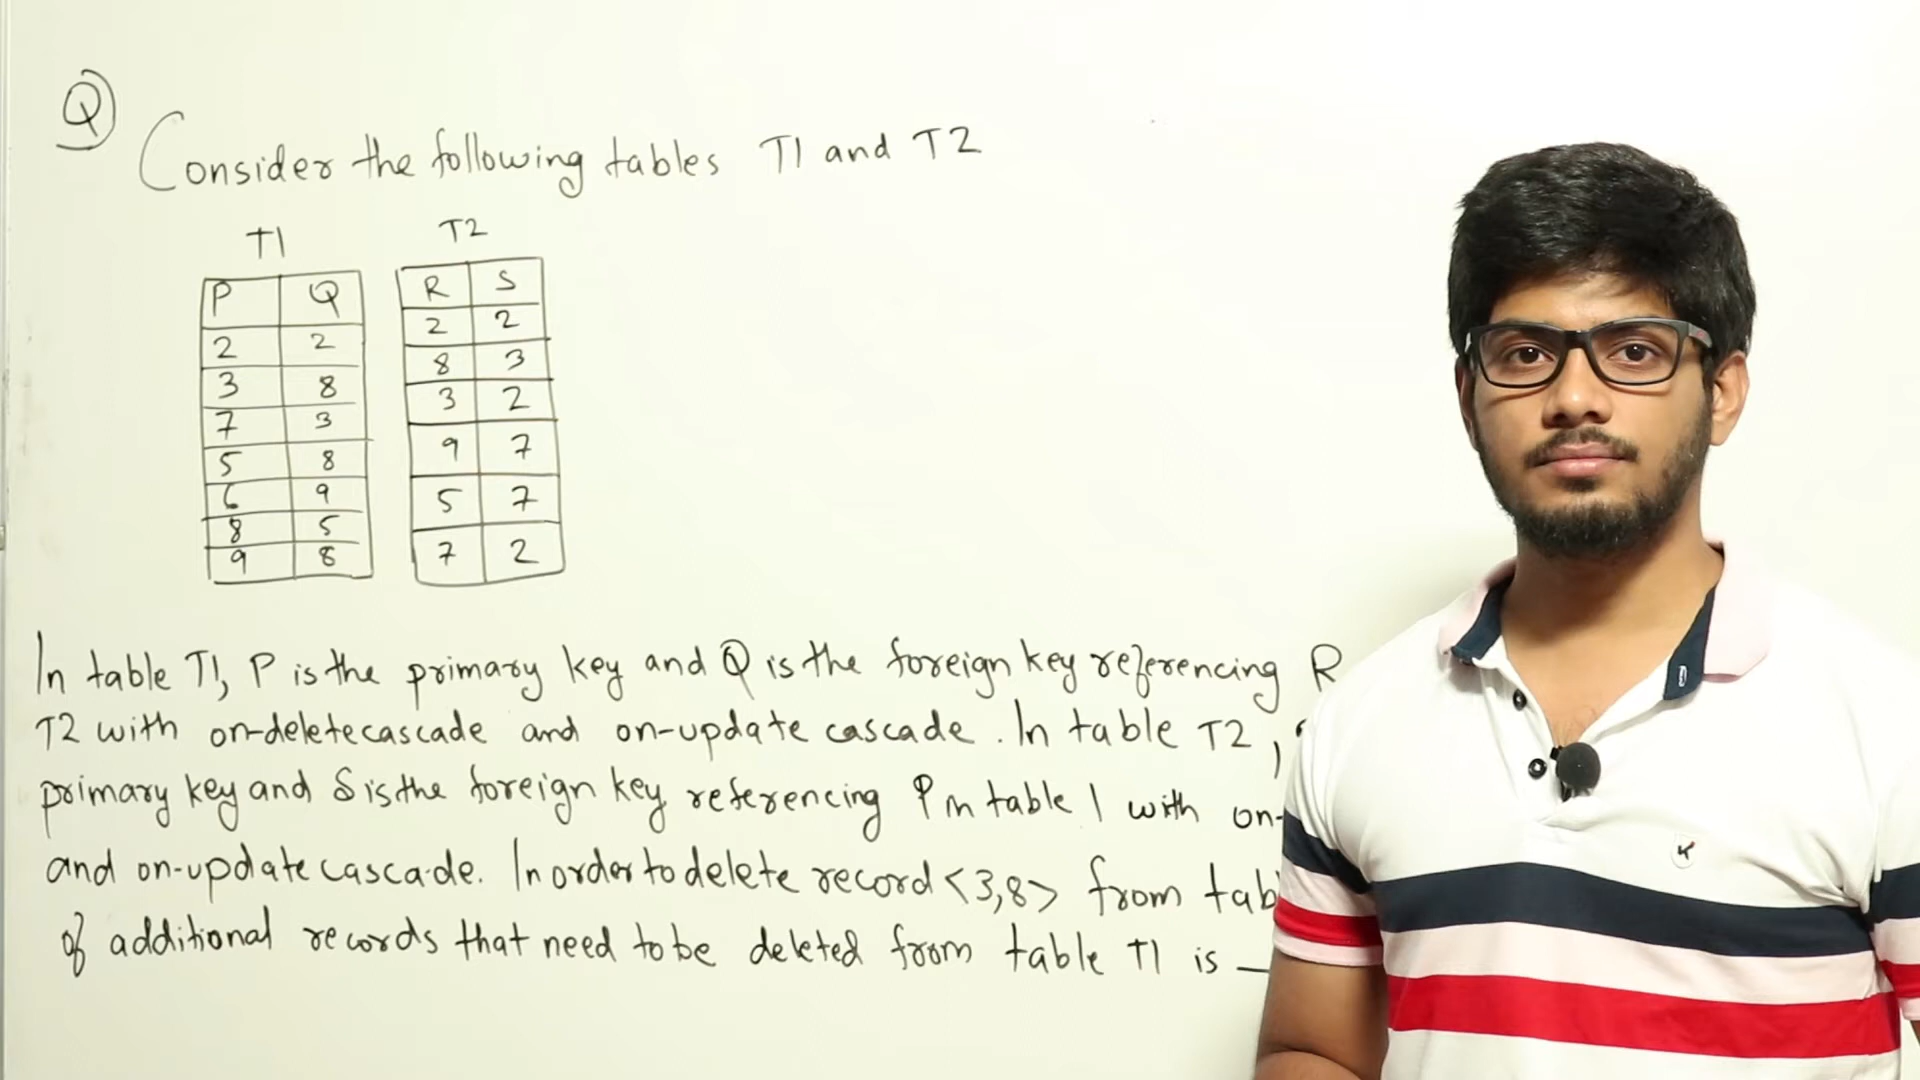 Q)
Consider the following tables T1 and T2
T1 T2
P Q R S
2 2 2 2
3 8 8 3
7 3 3 2
5 8 9 7
6 9 5 7
8 5 7 2
9 8
In table T1, P is the primary key and Q is the foreign key referencing R
T2 with on-delete cascade and on-update cascade. In table T2,
primary key and S is the foreign key referencing P in table 1 with on-
and on-update cascade. In order to delete record <3,8> from tab
of additional records that need to be deleted from table T1 is __
K